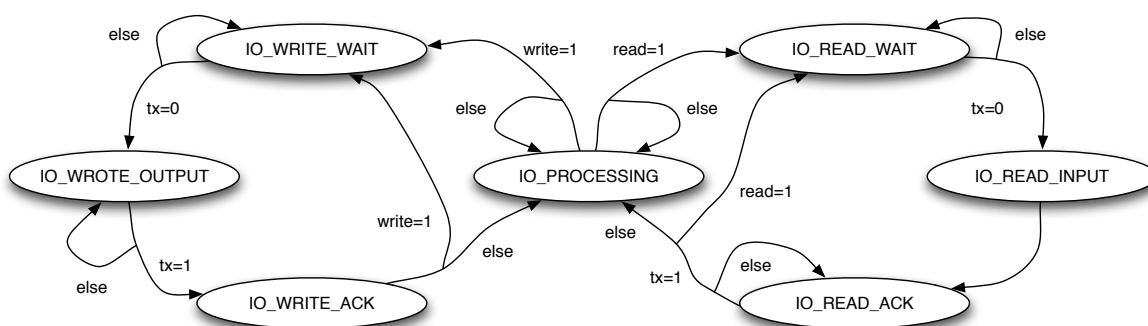 else
IO_WRITE_WAIT
write=1
read=1
IO_READ_WAIT
else
tx=0
else
else
tx=0
IO_WROTE_OUTPUT
IO_PROCESSING
IO_READ_INPUT
write=1
read=1
else
tx=1
else
else
tx=1
else
IO_WRITE_ACK
IO_READ_ACK